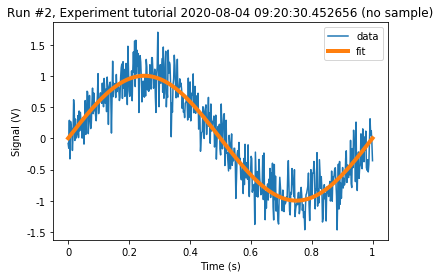 Run #2, Experiment tutorial 2020-08-04 09:20:30.452656 (no sample)
data
fit
1.5
1
0.5
0
-0.5
-1
-1.5
Signal (V)
0
0.2
0.4
0.6
0.8
1
Time (s)